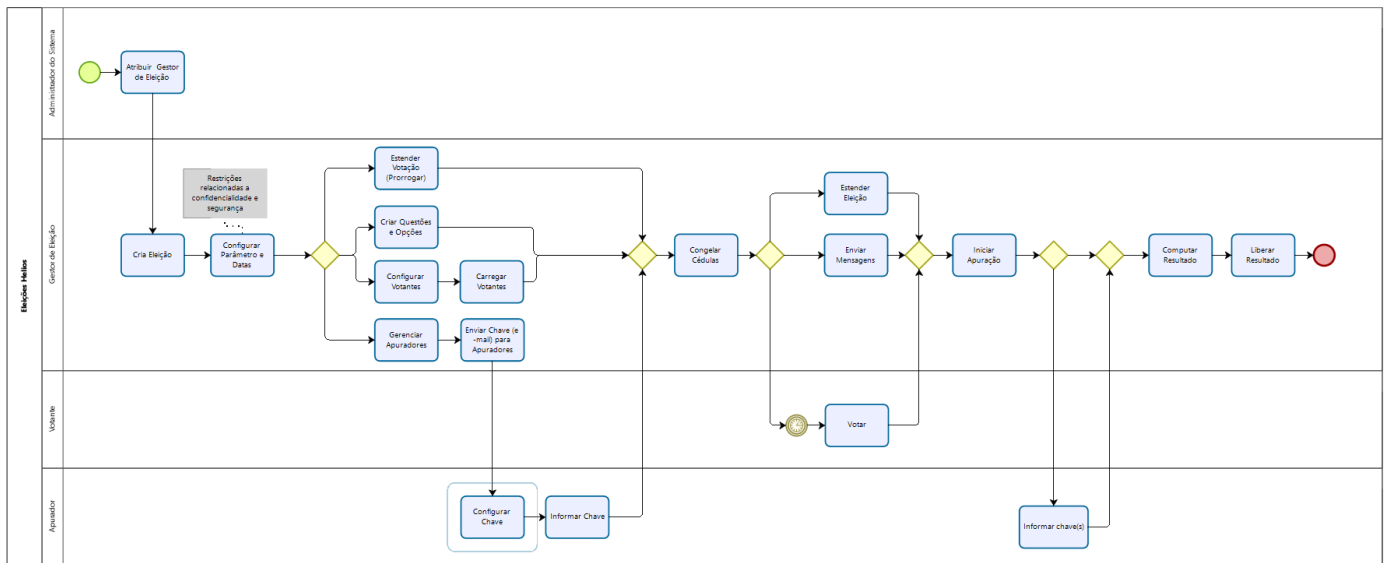 Eleições Helios
Administrador do Sistema
Atribuir Gestor
de Eleição
Gestor de Eleição
Restrições
relacionadas a
confidencialidade e
segurança
Cria Eleição
Configurar
Parâmetro e
Datas
Estender
Votação
(Prorrogar)
Criar Questões
e Opções
Configurar
Votantes
Carregar
Votantes
Gerenciar
Apuradores
Enviar Chave (e
-mail) para
Apuradores
Congelar
Cédulas
Estender
Eleição
Enviar
Mensagens
Iniciar
Apuração
Computar
Resultado
Liberar
Resultado
Votante
Votar
Apurador
Configurar
Chave
Informar Chave
Informar chave(s)